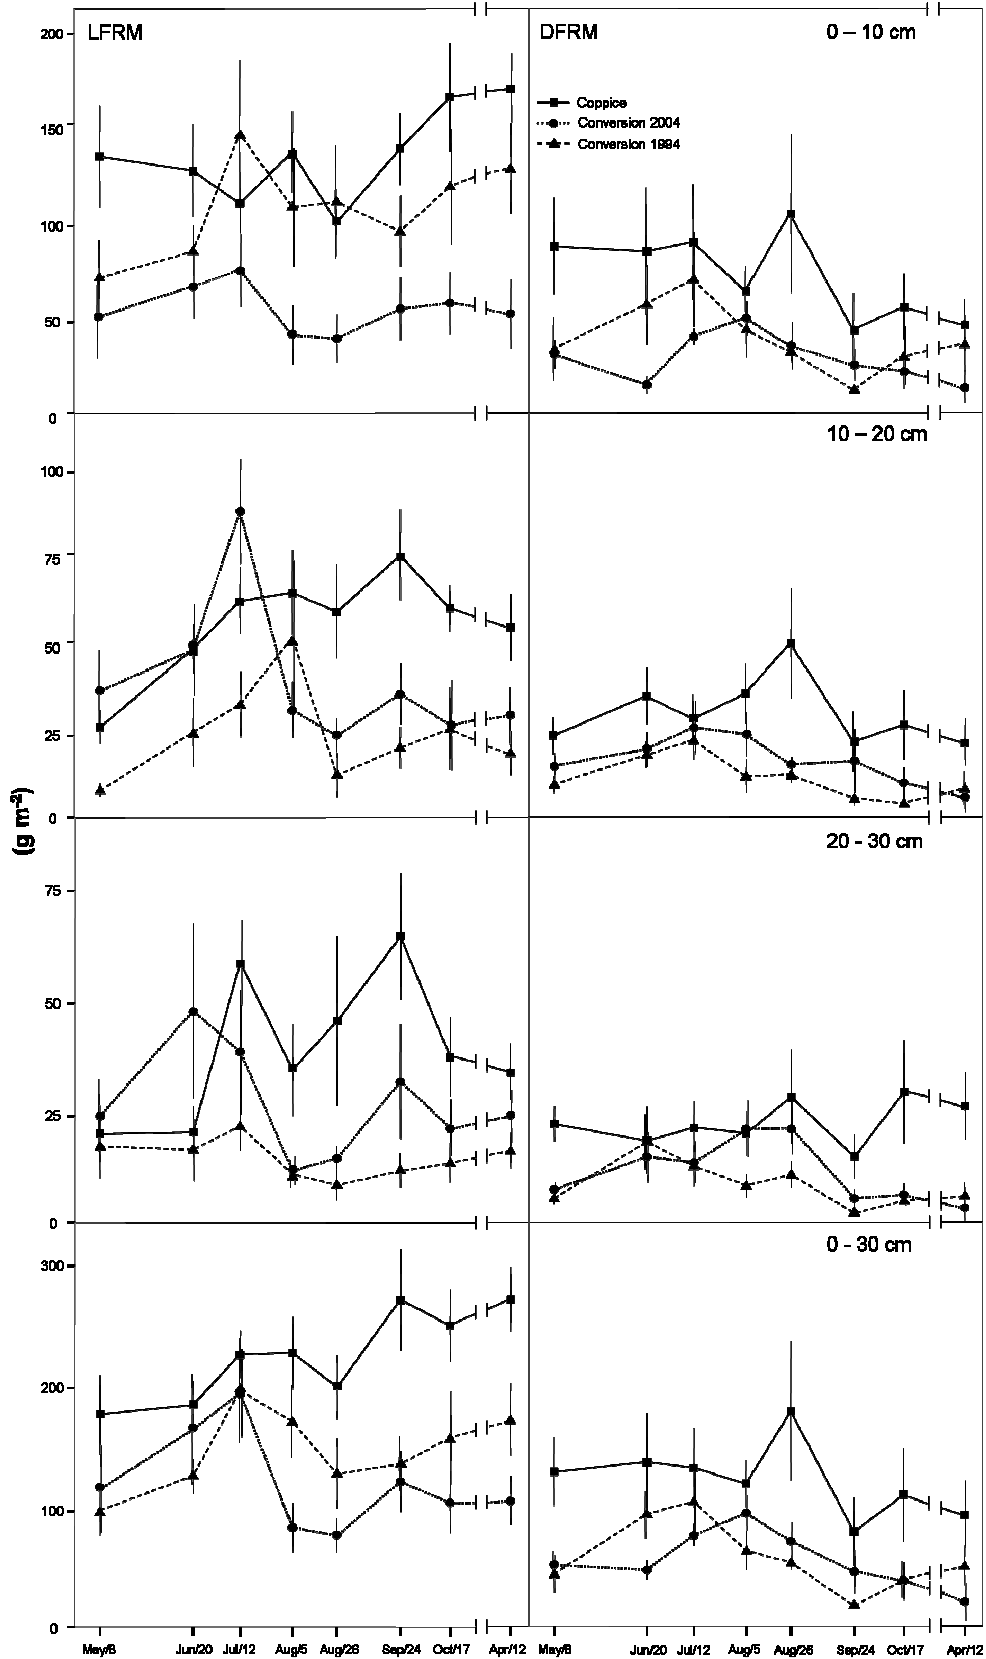 LFRM
DFRM
0 – 10 cm
Coppice
Conversion 2004
Conversion 1994
200
150
100
50
0
10 – 20 cm
100
75
50
25
0
20 - 30 cm
75
50
25
0
0 - 30 cm
300
200
100
0
(g m⁻²)
May/8 Jun/20 Jul/12 Aug/5 Aug/26 Sep/24 Oct/17 Apr/12 May/8 Jun/20 Jul/12 Aug/5 Aug/26 Sep/24 Oct/17 Apr/12